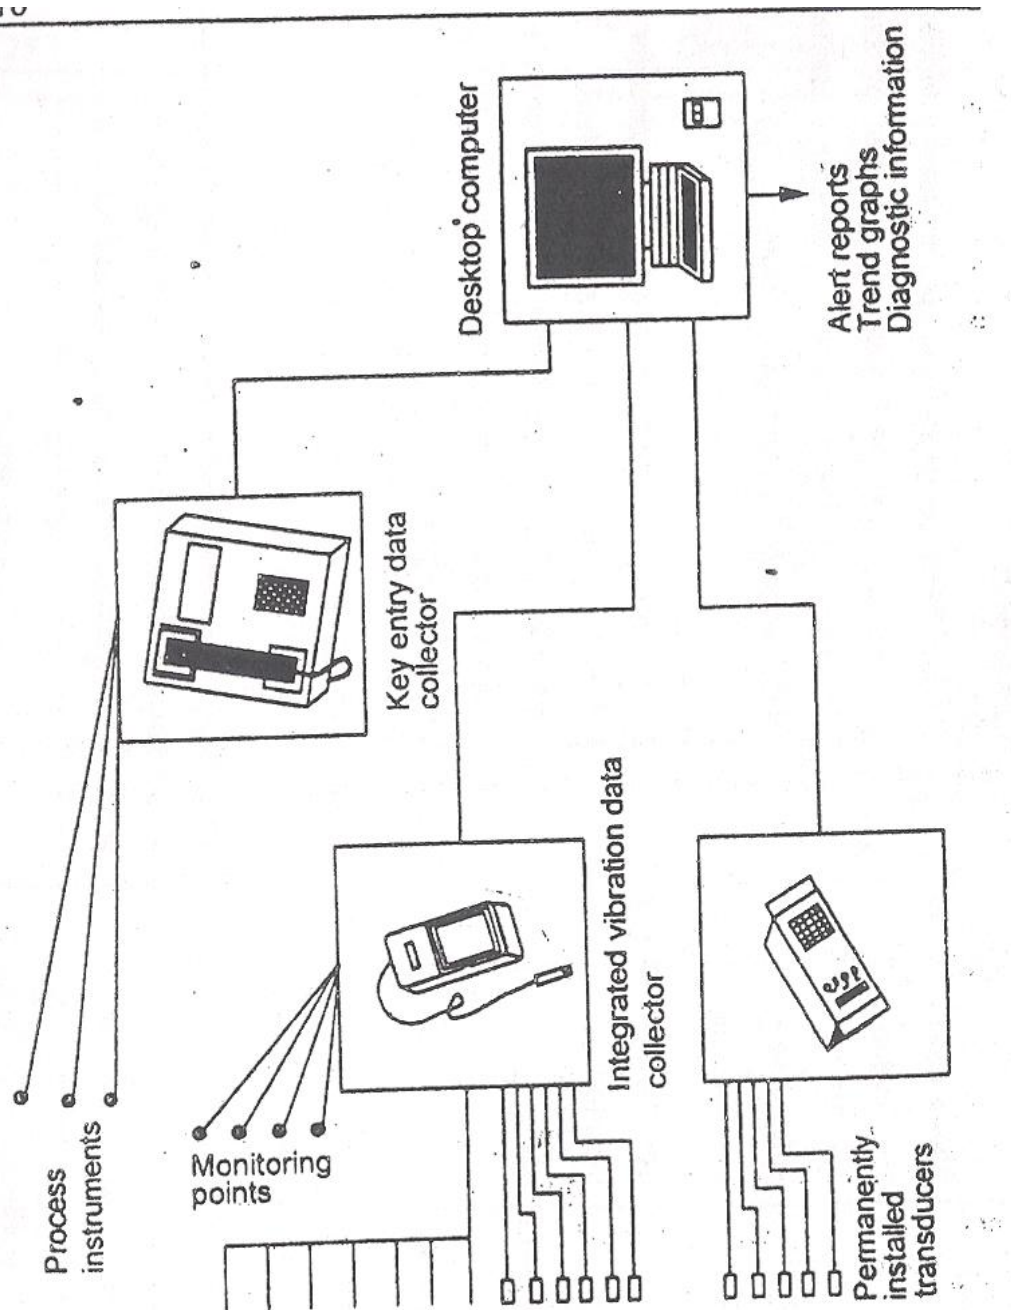 Desktop computer
Alert reports
Trend graphs
Diagnostic information
Key entry data
collector
Integrated vibration data
collector
Process
instruments
Monitoring
points
Permanently
installed
transducers